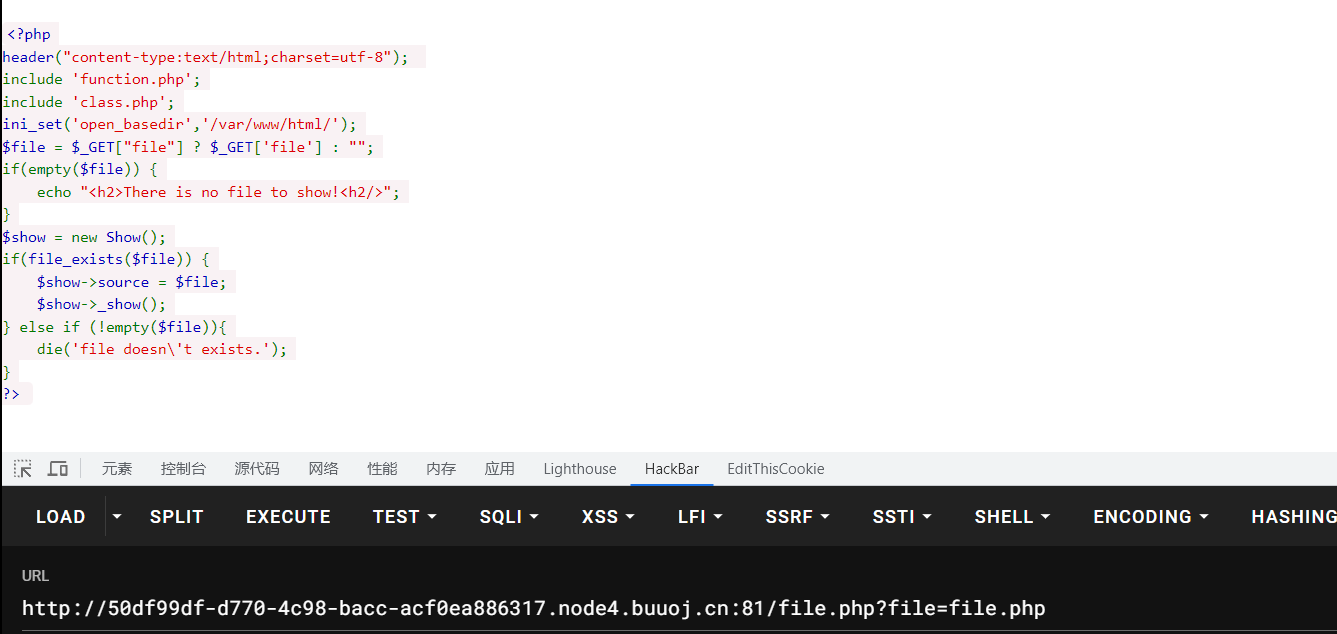 <?php
header("content-type:text/html;charset=utf-8");
include 'function.php';
include 'class.php';
ini_set('open_basedir','/var/www/html/');
$file = $_GET["file"] ? $_GET['file'] : "";
if(empty($file)) {
    echo "<h2>There is no file to show!<h2/>";
}
$show = new Show();
if(file_exists($file)) {
    $show->source = $file;
    $show->_show();
} else if (!empty($file)){
    die('file doesn\'t exists.');
}
?>
元素 控制台 源代码 网络 性能 内存 应用 Lighthouse HackBar EditThisCookie
LOAD SPLIT EXECUTE TEST SQLI XSS LFI SSRF SSTI SHELL ENCODING HASHING
URL
http://50df99df-d770-4c98-bacc-acf0ea886317.node4.buuoj.cn:81/file.php?file=file.php